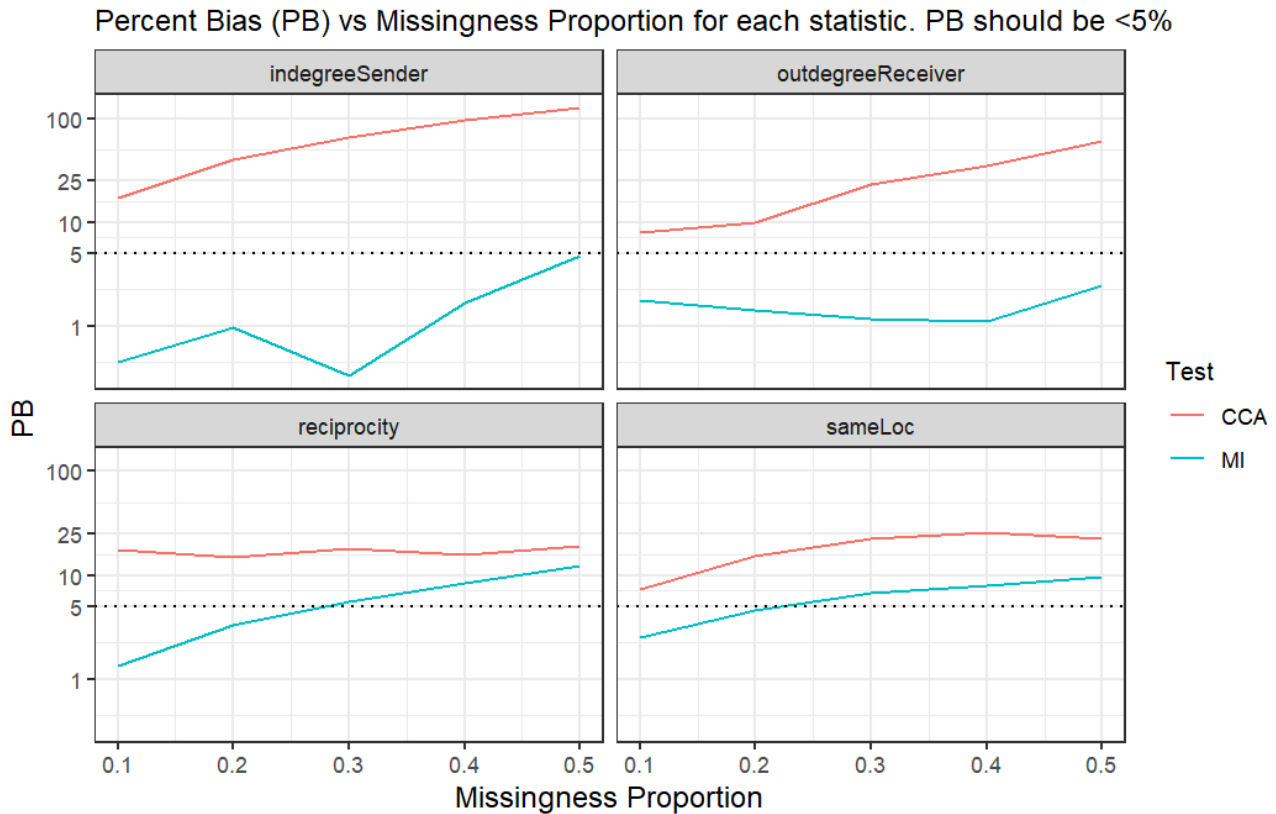 Percent Bias (PB) vs Missingness Proportion for each statistic. PB should be <5%
indegreeSender
outdegreeReceiver
100
25
10
5
1
reciprocity
sameLoc
100
25
10
5
1
PB
0.1 0.2 0.3 0.4 0.5
0.1 0.2 0.3 0.4 0.5
Missingness Proportion
Test
CCA
MI